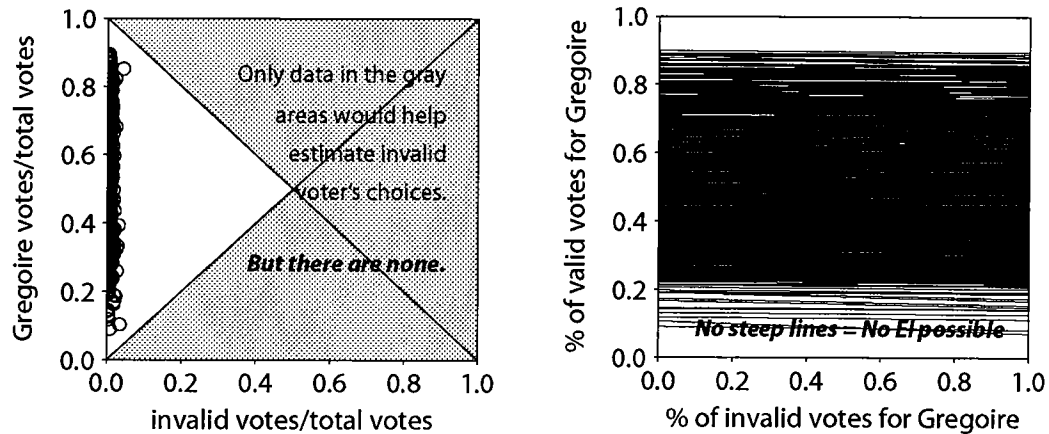 Gregoire votes/total votes
1.0
0.8
0.6
0.4
0.2
0.0
Only data in the gray
areas would help
estimate invalid
voter's choices.
But there are none.
0.0 0.2 0.4 0.6 0.8 1.0
invalid votes/total votes
% of valid votes for Gregoire
1.0
0.8
0.6
0.4
0.2
0.0
No steep lines = No EI possible
0.0 0.2 0.4 0.6 0.8 1.0
% of invalid votes for Gregoire